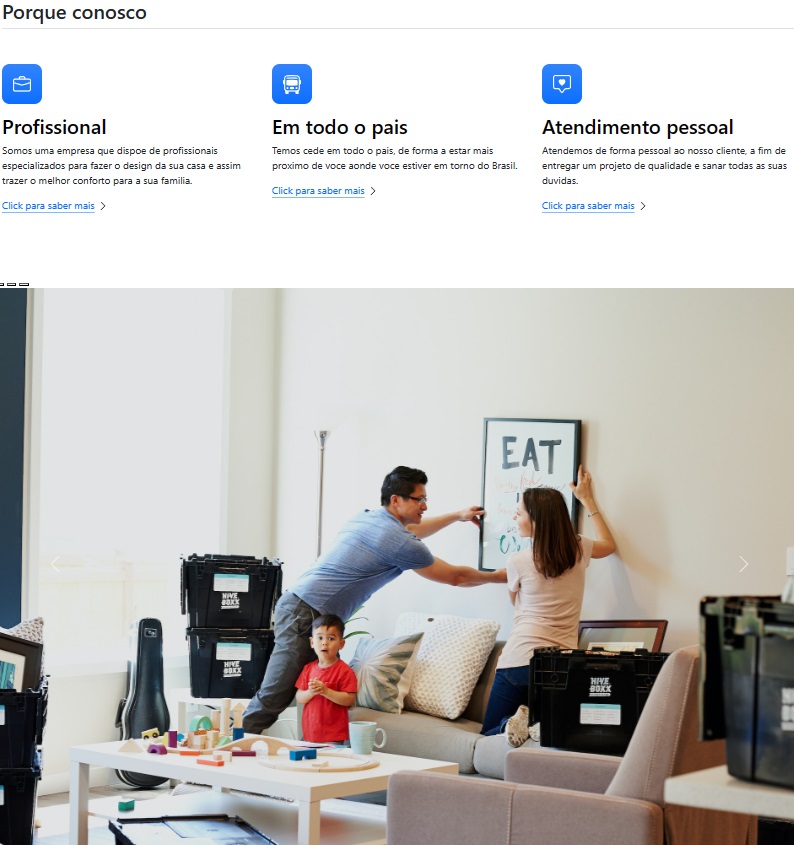 Porque conosco
Profissional
Somos uma empresa que dispoe de profissionais
especializados para fazer o design da sua casa e assim
trazer o melhor conforto para a sua familia.
Click para saber mais
Em todo o pais
Temos cede em todo o pais, de forma a estar mais
proximo de voce aonde voce estiver em torno do Brasil.
Click para saber mais
Atendimento pessoal
Atendemos de forma pessoal ao nosso cliente, a fim de
entregar um projeto de qualidade e sanar todas as suas
duvidas.
Click para saber mais
EAT
HIVE
BOXX
HIVE
BOXX
HIVE
BOXX